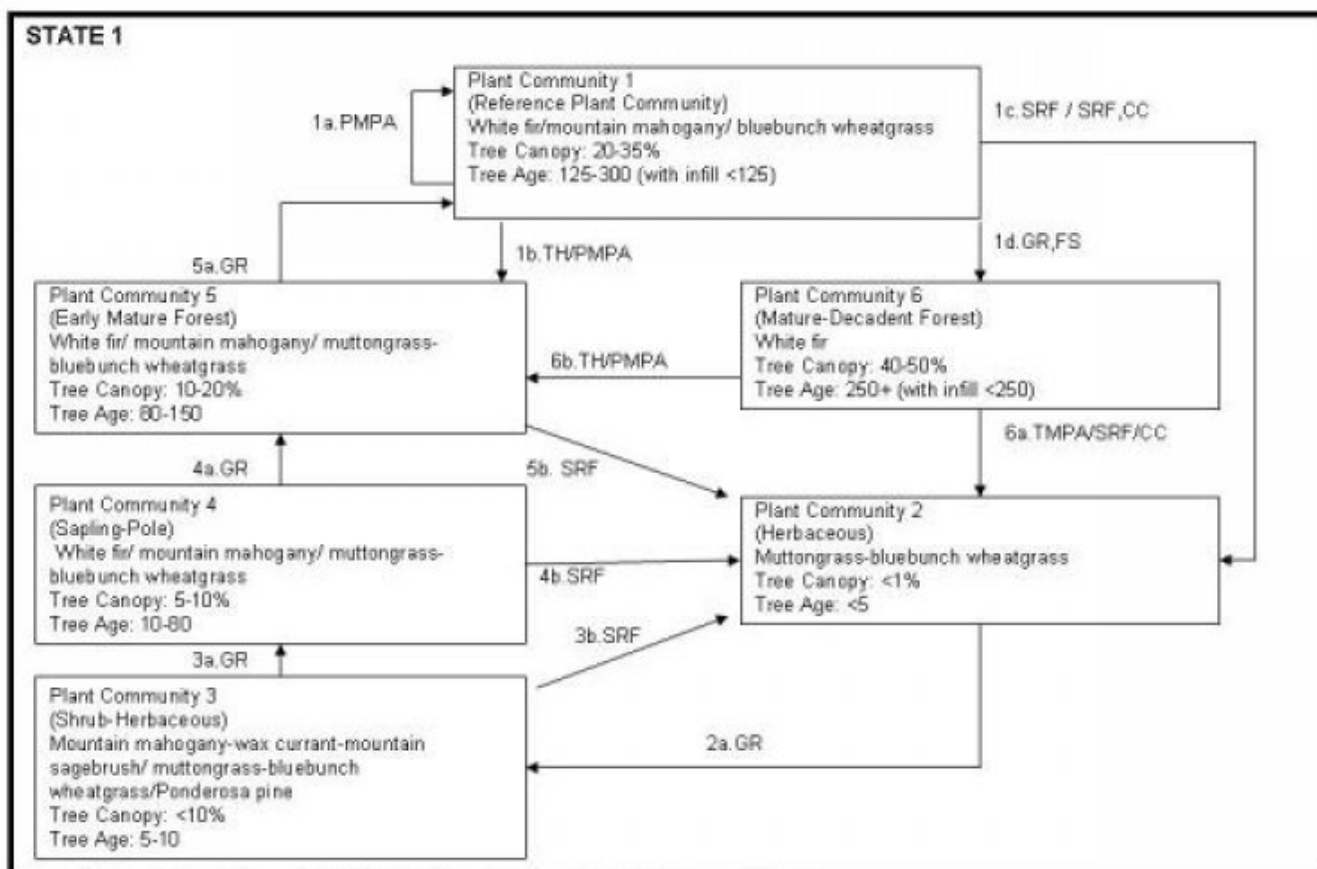 STATE 1
Plant Community 1
(Reference Plant Community)
White fir/mountain mahogany/ bluebunch wheatgrass
Tree Canopy: 20-35%
Tree Age: 125-300 (with infill <125)
1a.PMPA
1c.SRF / SRF,CC
5a.GR
1b.TH/PMPA
1d.GR,FS
Plant Community 5
(Early Mature Forest)
White fir/ mountain mahogany/ muttongrass-
bluebunch wheatgrass
Tree Canopy: 10-20%
Tree Age: 80-150
6b.TH/PMPA
Plant Community 6
(Mature-Decadent Forest)
White fir
Tree Canopy: 40-50%
Tree Age: 250+ (with infill <250)
4a.GR
5b. SRF
6a.TMPA/SRF/CC
Plant Community 4
(Sapling-Pole)
White fir/ mountain mahogany/ muttongrass-
bluebunch wheatgrass
Tree Canopy: 5-10%
Tree Age: 10-80
4b.SRF
Plant Community 2
(Herbaceous)
Muttongrass-bluebunch wheatgrass
Tree Canopy: <1%
Tree Age: <5
3a.GR
3b.SRF
Plant Community 3
(Shrub-Herbaceous)
Mountain mahogany-wax currant-mountain
sagebrush/ muttongrass-bluebunch
wheatgrass/Ponderosa pine
Tree Canopy: <10%
Tree Age: 5-10
2a.GR